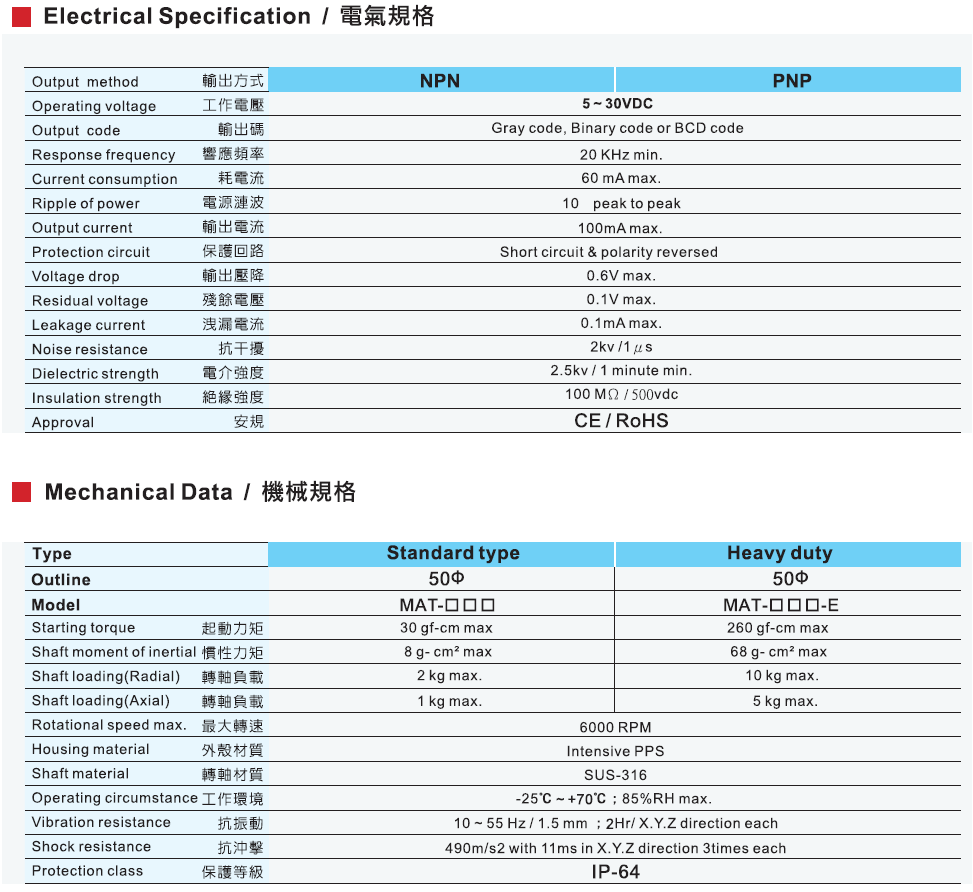 Electrical Specification / 電氣規格
Output method 輸出方式 NPN PNP
Operating voltage 工作電壓 5 ~ 30VDC
Output code 輸出碼 Gray code, Binary code or BCD code
Response frequency 響應頻率 20 KHz min.
Current consumption 耗電流 60 mA max.
Ripple of power 電源漣波 10 peak to peak
Output current 輸出電流 100mA max.
Protection circuit 保護回路 Short circuit & polarity reversed
Voltage drop 輸出壓降 0.6V max.
Residual voltage 殘餘電壓 0.1V max.
Leakage current 洩漏電流 0.1mA max.
Noise resistance 抗干擾 2kv /1 μs
Dielectric strength 電介強度 2.5kv / 1 minute min.
Insulation strength 絕緣強度 100 MΩ / 500vdc
Approval 安規 CE / RoHS
Mechanical Data / 機械規格
Type Standard type Heavy duty
Outline 50Φ 50Φ
Model MAT-□□□ MAT-□□□-E
Starting torque 起動力矩 30 gf-cm max 260 gf-cm max
Shaft moment of inertial 慣性力矩 8 g- cm² max 68 g- cm² max
Shaft loading(Radial) 轉軸負載 2 kg max. 10 kg max.
Shaft loading(Axial) 轉軸負載 1 kg max. 5 kg max.
Rotational speed max. 最大轉速 6000 RPM
Housing material 外殼材質 Intensive PPS
Shaft material 轉軸材質 SUS-316
Operating circumstance 工作環境 -25℃ ~ +70℃ ; 85%RH max.
Vibration resistance 抗振動 10 ~ 55 Hz / 1.5 mm ; 2Hr/ X.Y.Z direction each
Shock resistance 抗沖擊 490m/s2 with 11ms in X.Y.Z direction 3times each
Protection class 保護等級 IP-64